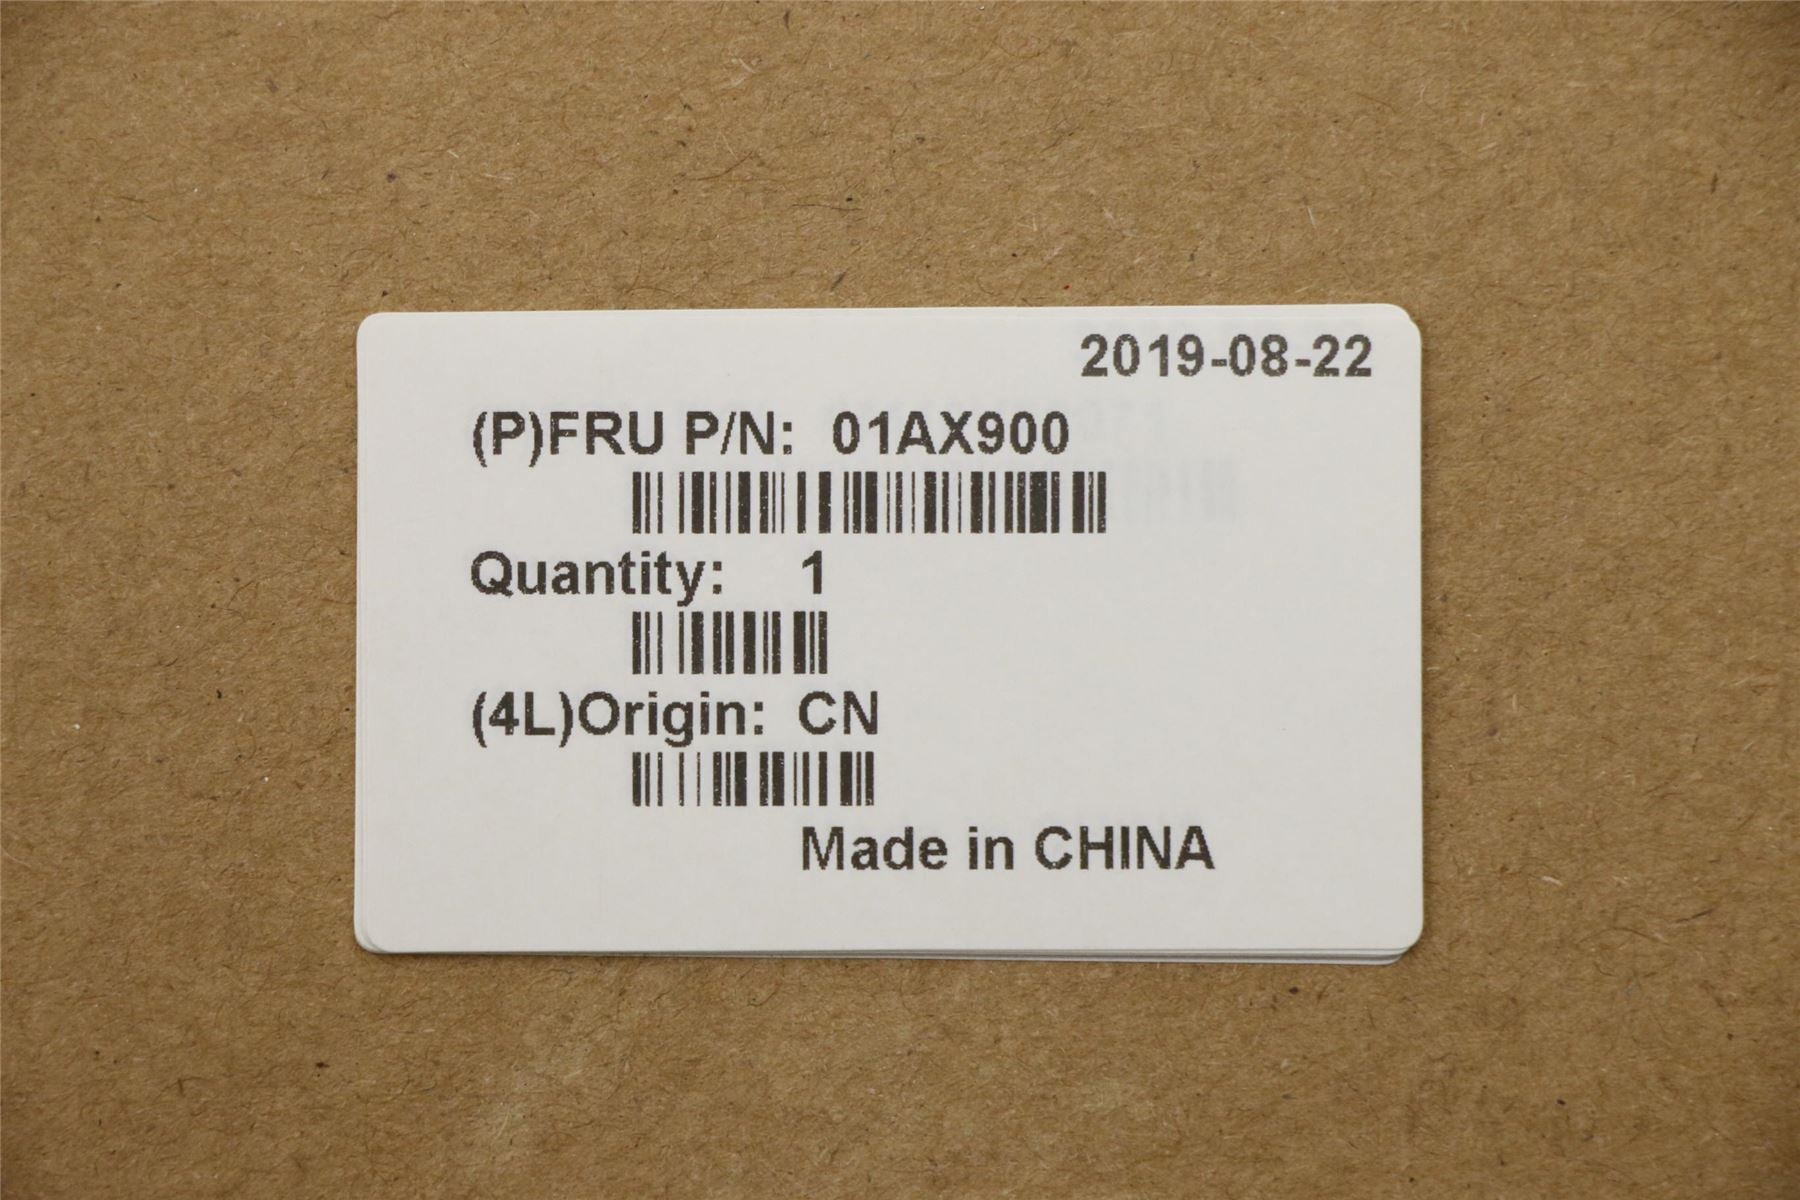 2019-08-22
(P)FRU P/N: 01AX900
Quantity: 1
(4L)Origin: CN
Made in CHINA